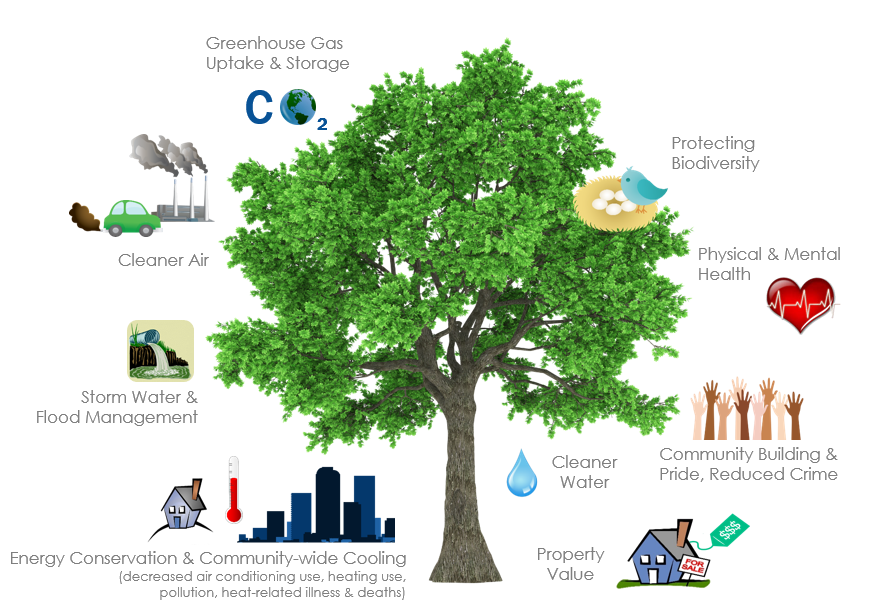 Greenhouse Gas
Uptake & Storage
CO2
Protecting
Biodiversity
Cleaner Air
Physical & Mental
Health
Storm Water &
Flood Management
Community Building &
Pride, Reduced Crime
Cleaner
Water
Energy Conservation & Community-wide Cooling
(decreased air conditioning use, heating use,
pollution, heat-related illness & deaths)
Property
Value
$$$
FOR
SALE